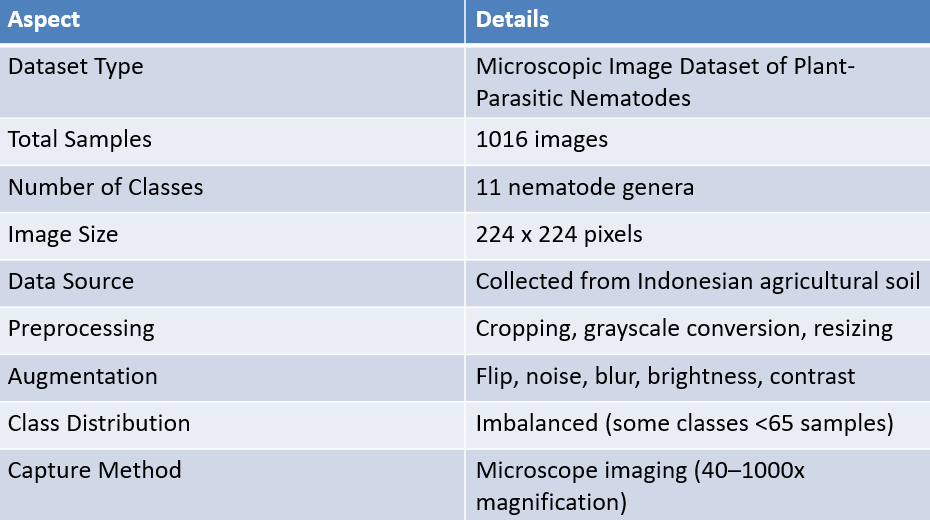 Aspect Details
Dataset Type Microscopic Image Dataset of Plant-
Parasitic Nematodes
Total Samples 1016 images
Number of Classes 11 nematode genera
Image Size 224 x 224 pixels
Data Source Collected from Indonesian agricultural soil
Preprocessing Cropping, grayscale conversion, resizing
Augmentation Flip, noise, blur, brightness, contrast
Class Distribution Imbalanced (some classes <65 samples)
Capture Method Microscope imaging (40–1000x
magnification)